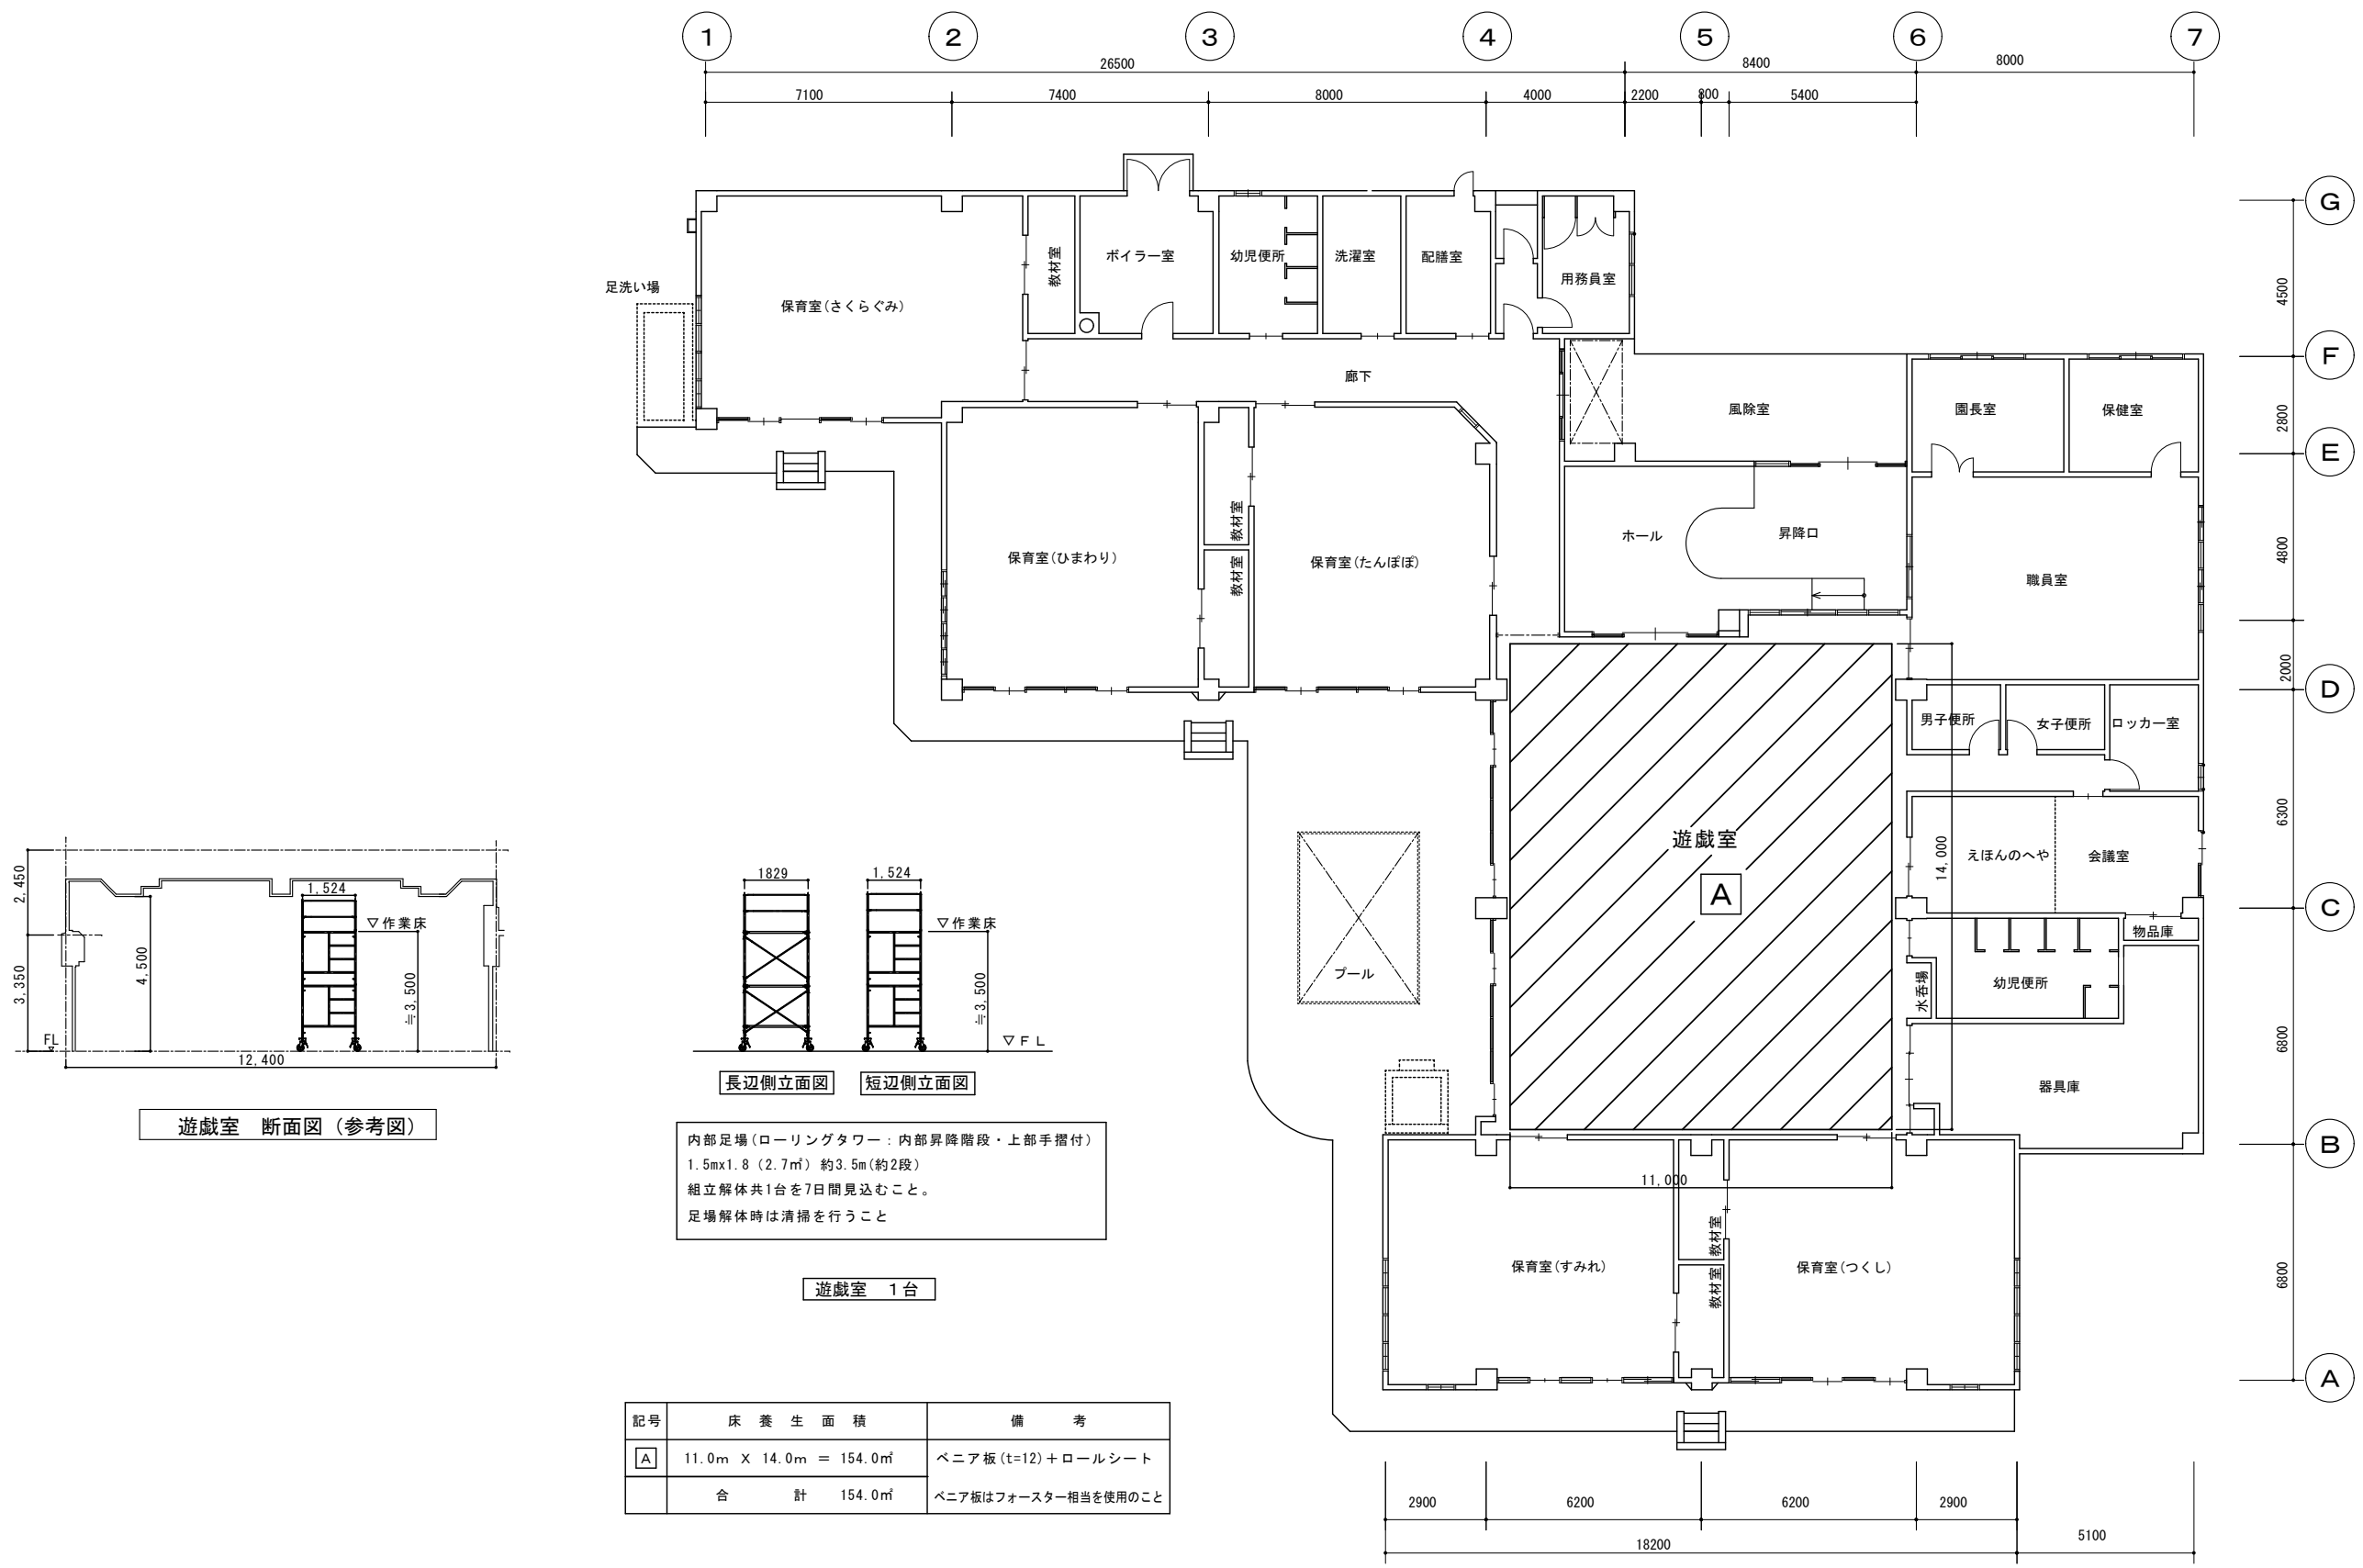 1 2 3 4 5 6 7
26500 8400 8000
7100 7400 8000 4000 2200 800 5400
G
F
E
D
C
B
A
4500
2800
4800
2000
6300
6800
6800
足洗い場
保育室(さくらぐみ)
教材室
ボイラー室
幼児便所
洗濯室
配膳室
用務員室
廊下
風除室
園長室
保健室
保育室(ひまわり)
教材室
教材室
保育室(たんぽぽ)
ホール
昇降口
職員室
男子便所
女子便所
ロッカー室
遊戯室
A
14,000
11,000
えほんのへや
会議室
物品庫
水呑場
幼児便所
器具庫
プール
保育室(すみれ)
教材室
教材室
保育室(つくし)
2900 6200 6200 2900
18200
5100
2,450
3,350
1,524
▽作業床
4,500
≒3,500
FL
▽
12,400
遊戯室 断面図（参考図）
1829
1,524
▽作業床
▽作業床
≒3,500
▽ＦＬ
長辺側立面図
短辺側立面図
内部足場(ローリングタワー：内部昇降階段・上部手摺付)
1.5mx1.8（2.7㎡）約3.5m(約2段)
組立解体共1台を7日間見込むこと。
足場解体時は清掃を行うこと
遊戯室 １台
記号 床養生面積 備考
A 11.0m X 14.0m = 154.0㎡ ベニア板(t=12)＋ロールシート
合計 154.0㎡ ベニア板はフォースター相当を使用のこと